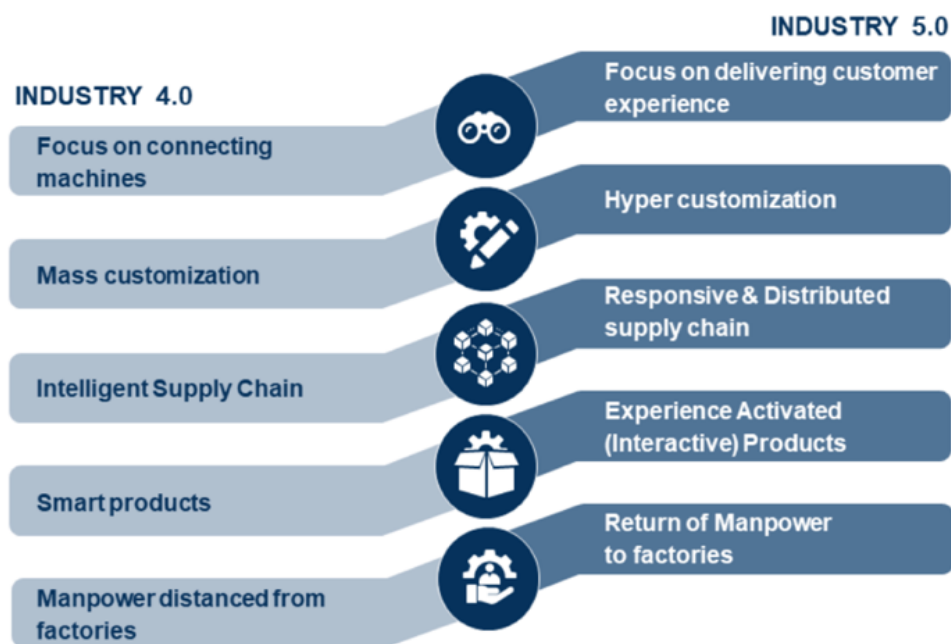 INDUSTRY 4.0
Focus on connecting
machines
Mass customization
Intelligent Supply Chain
Smart products
Manpower distanced from
factories
INDUSTRY 5.0
Focus on delivering customer
experience
Hyper customization
Responsive & Distributed
supply chain
Experience Activated
(Interactive) Products
Return of Manpower
to factories